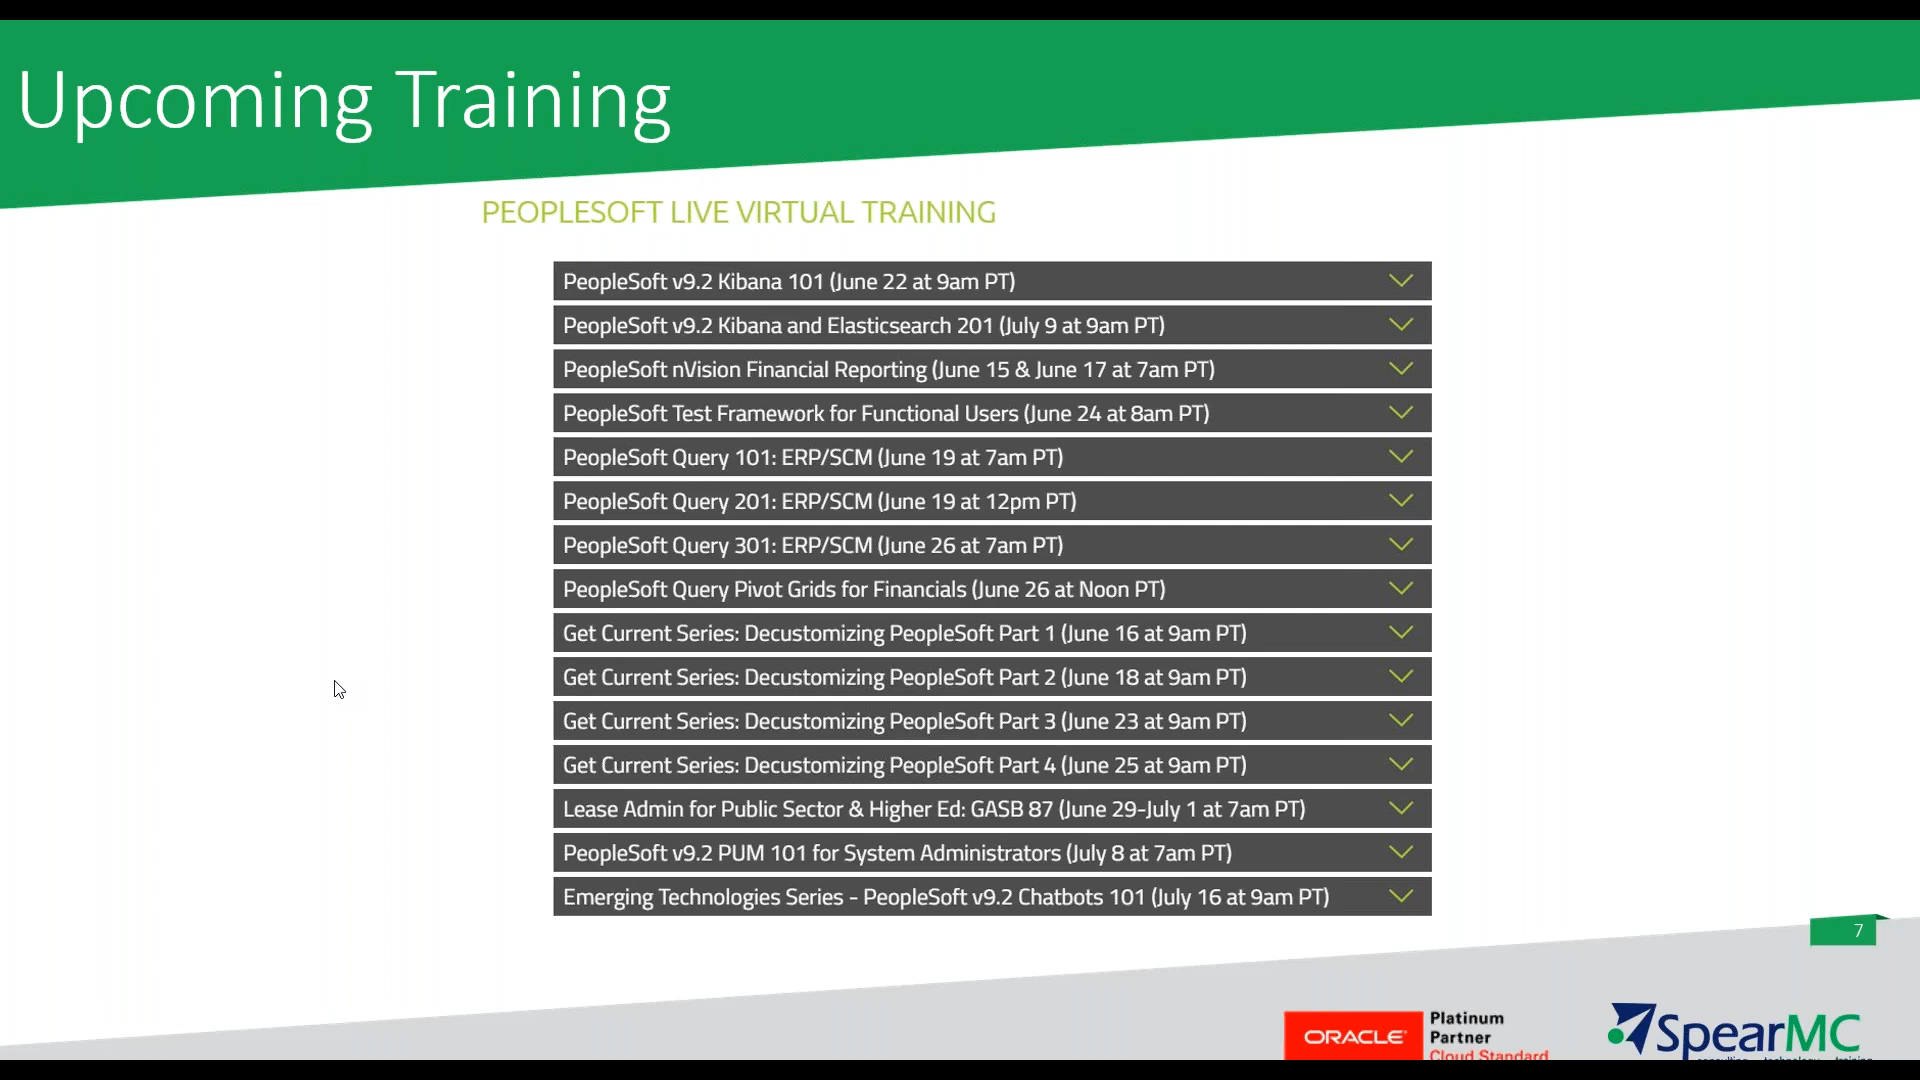 Upcoming Training
PEOPLESOFT LIVE VIRTUAL TRAINING
PeopleSoft v9.2 Kibana 101 (June 22 at 9am PT)
PeopleSoft v9.2 Kibana and Elasticsearch 201 (July 9 at 9am PT)
PeopleSoft nVision Financial Reporting (June 15 & June 17 at 7am PT)
PeopleSoft Test Framework for Functional Users (June 24 at 8am PT)
PeopleSoft Query 101: ERP/SCM (June 19 at 7am PT)
PeopleSoft Query 201: ERP/SCM (June 19 at 12pm PT)
PeopleSoft Query 301: ERP/SCM (June 26 at 7am PT)
PeopleSoft Query Pivot Grids for Financials (June 26 at Noon PT)
Get Current Series: Decustomizing PeopleSoft Part 1 (June 16 at 9am PT)
Get Current Series: Decustomizing PeopleSoft Part 2 (June 18 at 9am PT)
Get Current Series: Decustomizing PeopleSoft Part 3 (June 23 at 9am PT)
Get Current Series: Decustomizing PeopleSoft Part 4 (June 25 at 9am PT)
Lease Admin for Public Sector & Higher Ed: GASB 87 (June 29-July 1 at 7am PT)
PeopleSoft v9.2 PUM 101 for System Administrators (July 8 at 7am PT)
Emerging Technologies Series - PeopleSoft v9.2 Chatbots 101 (July 16 at 9am PT)
7
ORACLE
Platinum
Partner
Cloud Standard
SpearMC